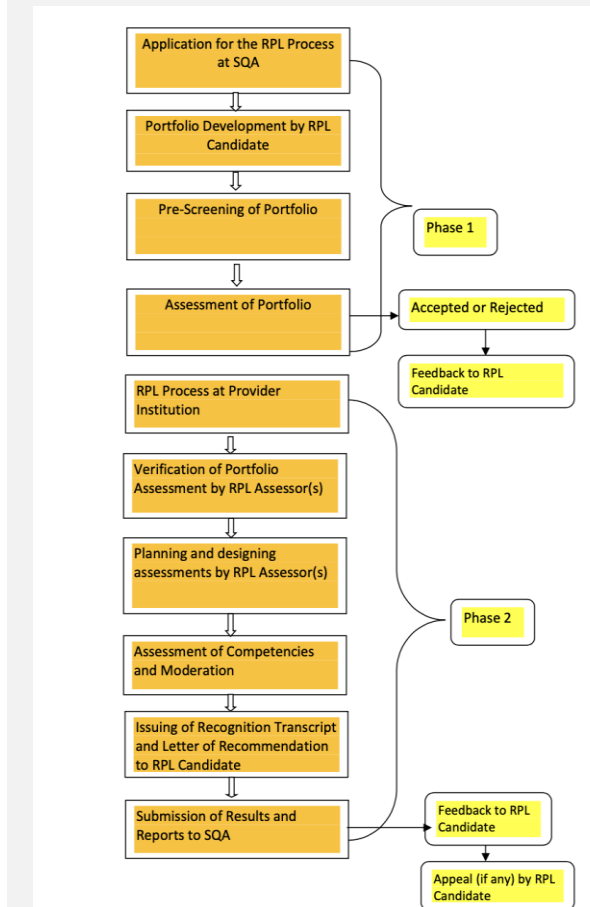 Application for the RPL Process
at SQA
Portfolio Development by RPL
Candidate
Pre-Screening of Portfolio
Phase 1
Assessment of Portfolio
Accepted or Rejected
Feedback to RPL
Candidate
RPL Process at Provider
Institution
Verification of Portfolio
Assessment by RPL Assessor(s)
Planning and designing
assessments by RPL Assessor(s)
Phase 2
Assessment of Competencies
and Moderation
Issuing of Recognition Transcript
and Letter of Recommendation
to RPL Candidate
Submission of Results and
Reports to SQA
Feedback to RPL
Candidate
Appeal (if any) by RPL
Candidate